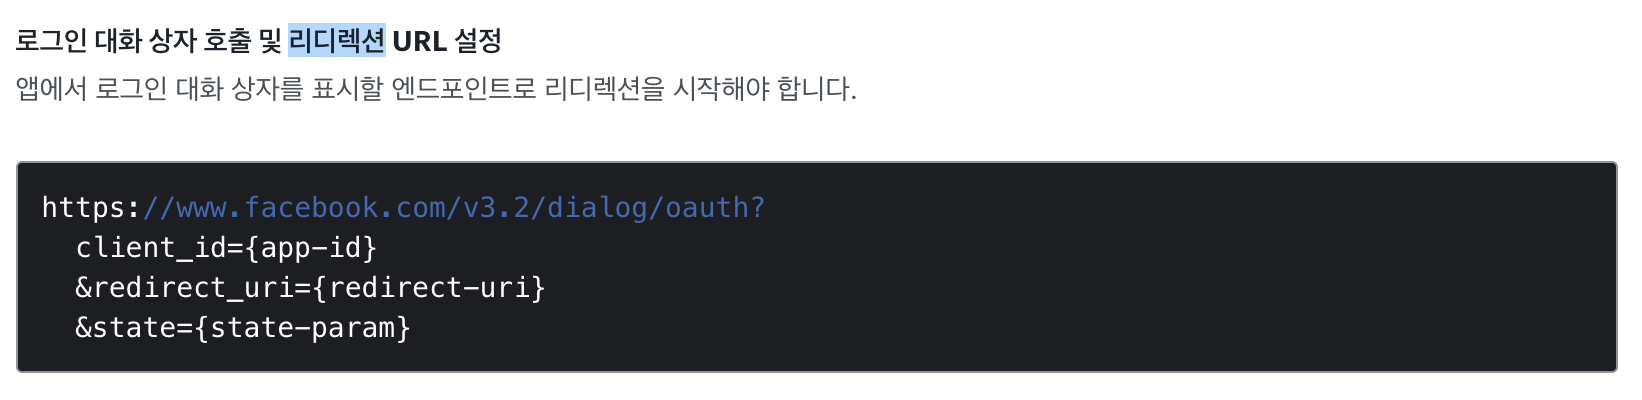 로그인 대화 상자 호출 및 리디렉션 URL 설정
앱에서 로그인 대화 상자를 표시할 엔드포인트로 리디렉션을 시작해야 합니다.
https://www.facebook.com/v3.2/dialog/oauth?
client_id={app-id}
&redirect_uri={redirect-uri}
&state={state-param}